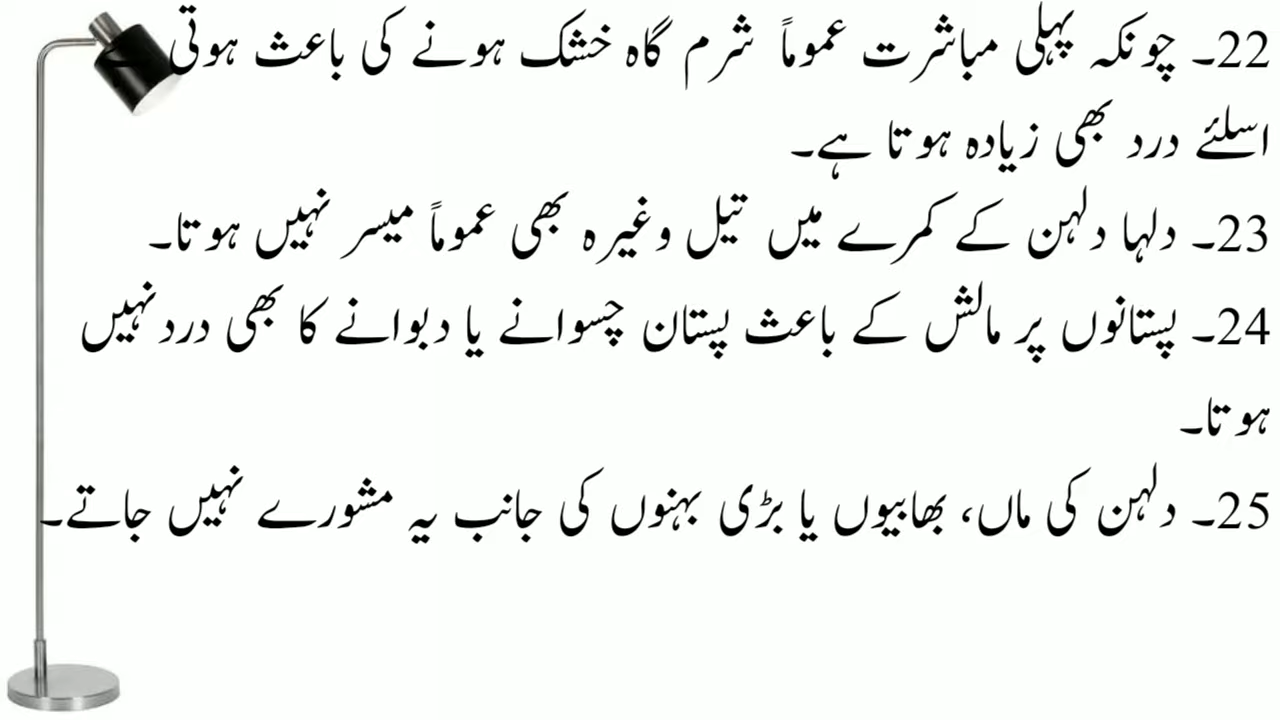 22۔ چونکہ پہلی مباشرت عموماً شرم گاہ خشک ہونے کی باعث ہوتی
اسلئے درد بھی زیادہ ہوتا ہے۔
23۔ دلہا دلہن کے کمرے میں تیل وغیرہ بھی عموماً میسر نہیں ہوتا۔
24۔ پستانوں پر مالش کے باعث پستان چسوانے یا دبوانے کا بھی درد نہیں
ہوتا۔
25۔ دلہن کی ماں، بھابیوں یا بڑی بہنوں کی جانب یہ مشورے نہیں جاتے۔